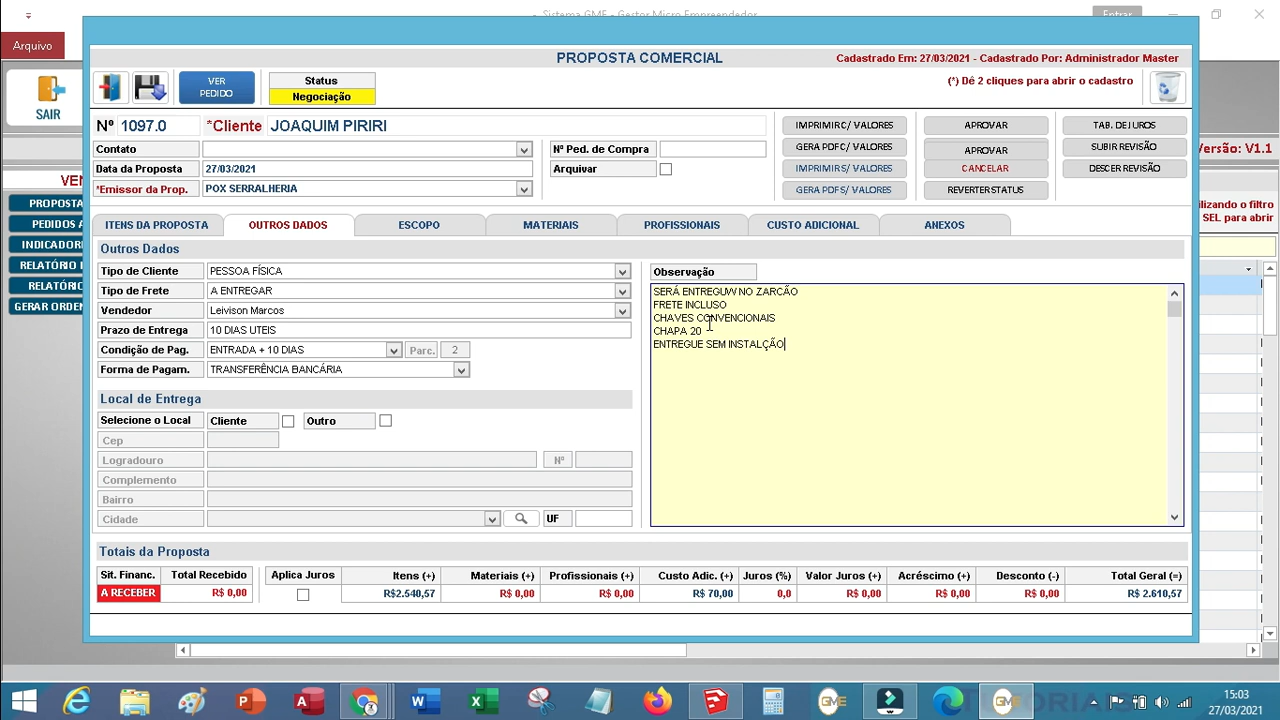 Sistema GME - Gestor Micro Empreendedor
Entrar
Arquivo
SAIR
Versão: V1.1
PROPOSTA COMERCIAL
Cadastrado Em: 27/03/2021 - Cadastrado Por: Administrador Master
VER PEDIDO
Status
Negociação
(*) Dê 2 cliques para abrir o cadastro
Nº 1097.0 *Cliente JOAQUIM PIRIRI
Contato
Nº Ped. de Compra
Data da Proposta 27/03/2021
Arquivar
*Emissor da Prop. POX SERRALHERIA
IMPRIMIR C/ VALORES
APROVAR
TAB. DE JUROS
GERA PDF C/ VALORES
APROVAR
SUBIR REVISÃO
IMPRIMIR S/ VALORES
CANCELAR
DESCER REVISÃO
GERA PDF S/ VALORES
REVERTER STATUS
VEN
PROPOSTA
PEDIDOS A
INDICADOR
RELATÓRIO
RELATÓRIO
GERAR ORDE
ilizando o filtro
SEL para abrir
ITENS DA PROPOSTA
OUTROS DADOS
ESCOPO
MATERIAIS
PROFISSIONAIS
CUSTO ADICIONAL
ANEXOS
Outros Dados
Tipo de Cliente PESSOA FÍSICA
Tipo de Frete A ENTREGAR
Vendedor Leivison Marcos
Prazo de Entrega 10 DIAS UTEIS
Condição de Pag. ENTRADA + 10 DIAS Parc. 2
Forma de Pagam. TRANSFERÊNCIA BANCÁRIA
Observação
SERÁ ENTREGUW NO ZARCÃO
FRETE INCLUSO
CHAVES CONVENCIONAIS
CHAPA 20
ENTREGUE SEM INSTALÇÃO
Local de Entrega
Selecione o Local Cliente Outro
Cep
Logradouro Nº
Complemento
Bairro
Cidade UF
Totais da Proposta
Sit. Financ. Total Recebido Aplica Juros Itens (+) Materiais (+) Profissionais (+) Custo Adic. (+) Juros (%) Valor Juros (+) Acréscimo (+) Desconto (-) Total Geral (=)
A RECEBER R$ 0,00 R$2.540,57 R$ 0,00 R$ 0,00 R$ 70,00 0,0 R$ 0,00 R$ 0,00 R$ 0,00 R$ 2.610,57
15:03
27/03/2021